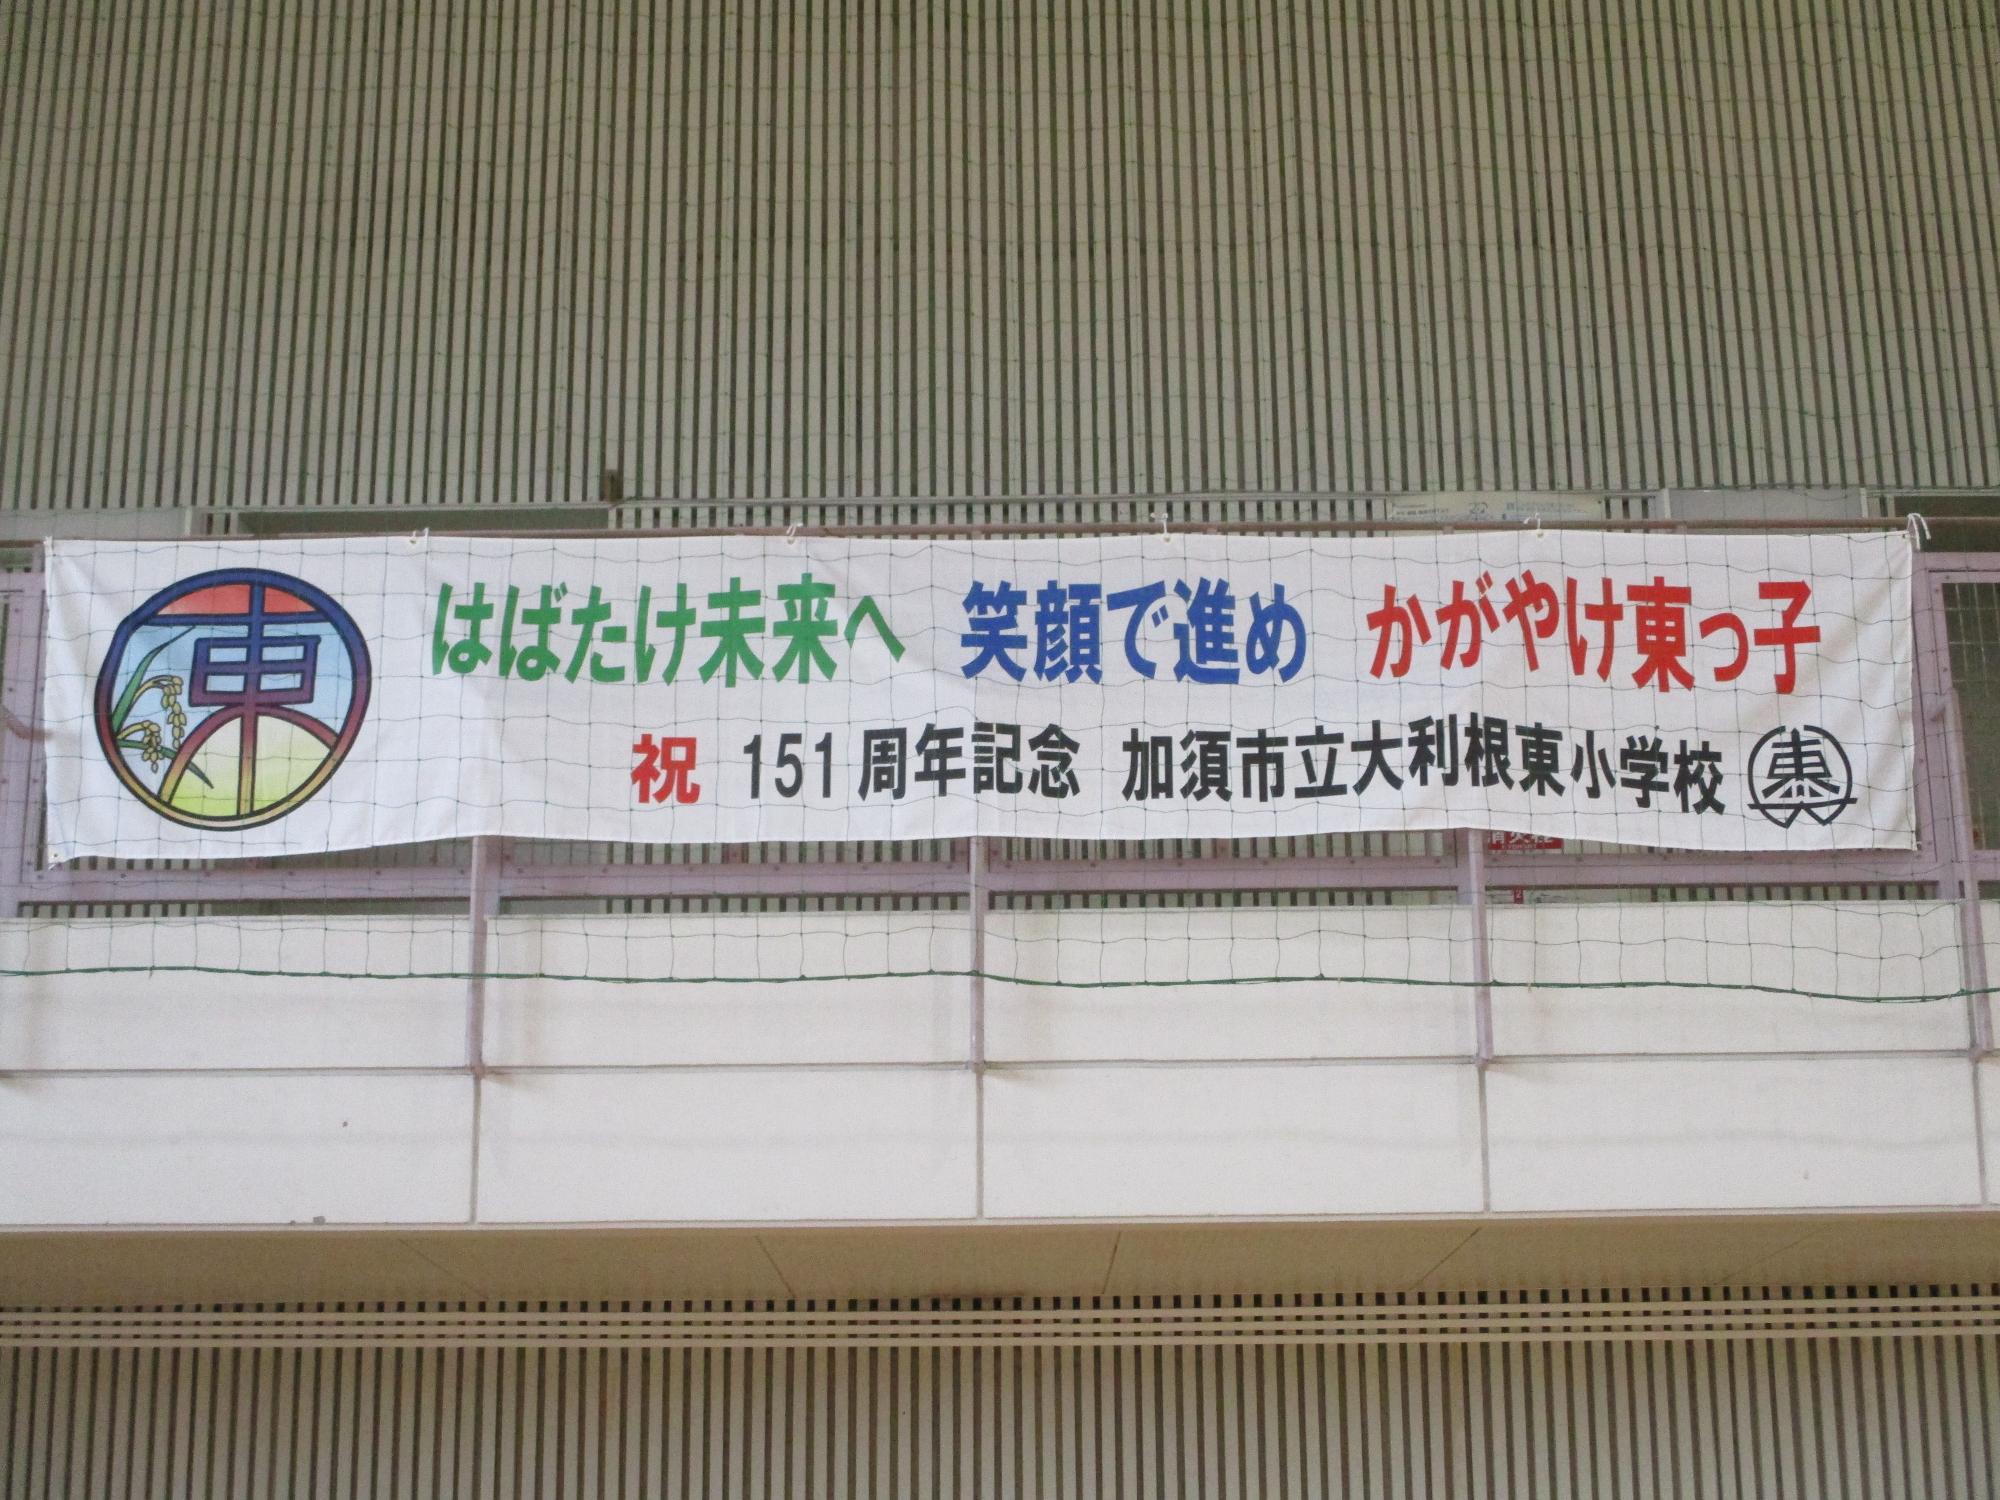 東
はばたけ未来へ 笑顔で進め かがやけ東っ子
祝 151周年記念 加須市立大利根東小学校